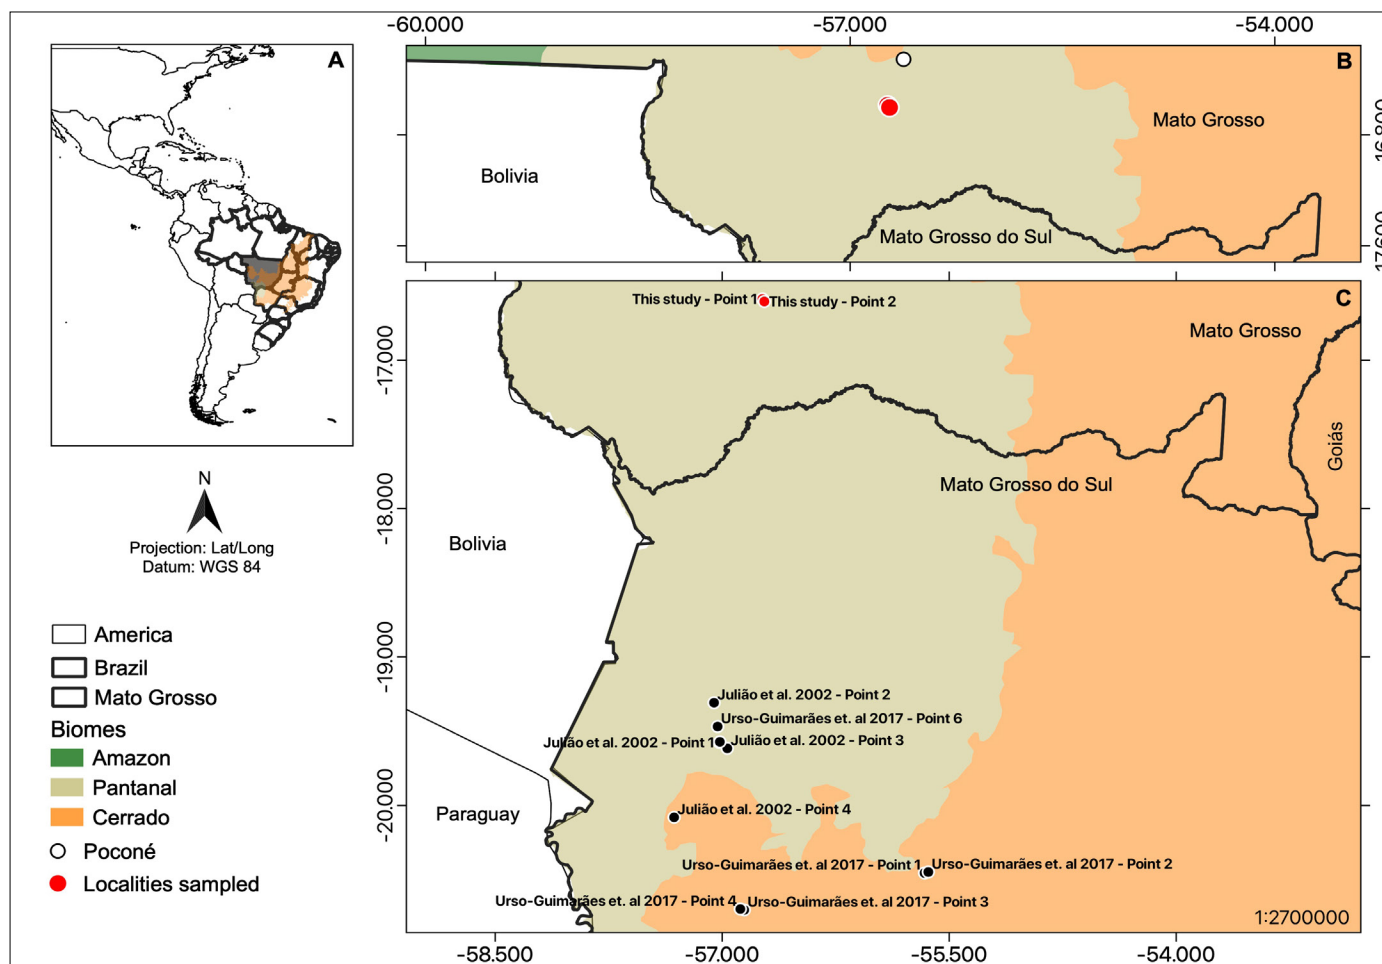 -60.000
-57.000
-54.000
A
B
Mato Grosso
Bolivia
Mato Grosso do Sul
C
This study - Point 1
This study - Point 2
Mato Grosso
-17.000
Goiás
Mato Grosso do Sul
-18.000
Bolivia
N
Projection: Lat/Long
Datum: WGS 84
America
Brazil
Mato Grosso
Biomes
Amazon
Pantanal
Cerrado
Poconé
Localities sampled
-19.000
Julião et al. 2002 - Point 2
Urso-Guimarães et. al 2017 - Point 6
Julião et al. 2002 - Point 1
Julião et al. 2002 - Point 3
-20.000
Paraguay
Julião et al. 2002 - Point 4
Urso-Guimarães et. al 2017 - Point 1
Urso-Guimarães et. al 2017 - Point 2
Urso-Guimarães et. al 2017 - Point 4
Urso-Guimarães et. al 2017 - Point 3
1:2700000
-58.500
-57.000
-55.500
-54.000